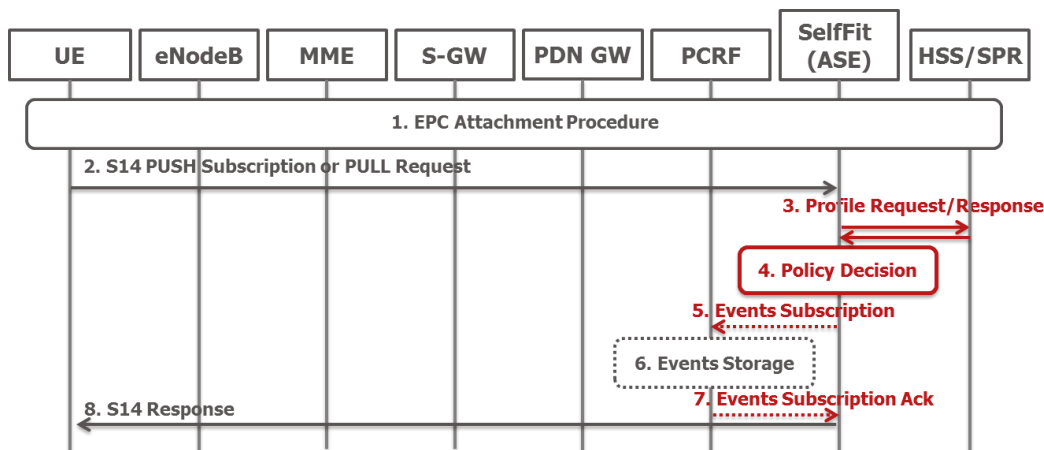 UE
eNodeB
MME
S-GW
PDN GW
PCRF
SelfFit
(ASE)
HSS/SPR
1. EPC Attachment Procedure
2. S14 PUSH Subscription or PULL Request
3. Profile Request/Response
4. Policy Decision
5. Events Subscription
6. Events Storage
7. Events Subscription Ack
8. S14 Response